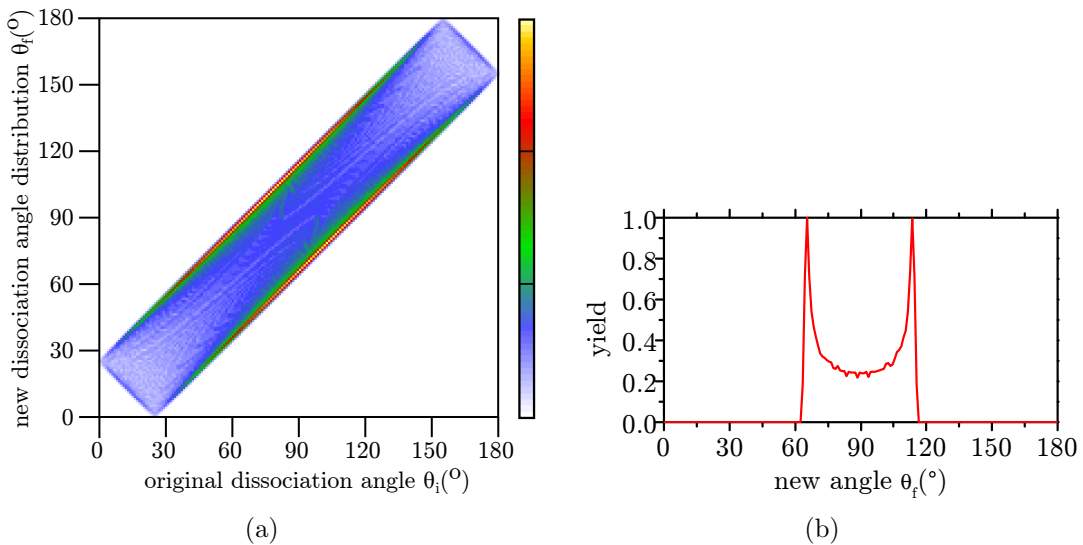 new dissociation angle distribution θf(O)
180
150
120
90
60
30
0
0 30 60 90 120 150 180
original dissociation angle θi(O)
(a)
yield
1.0
0.8
0.6
0.4
0.2
0.0
0 30 60 90 120 150 180
new angle θf(°)
(b)